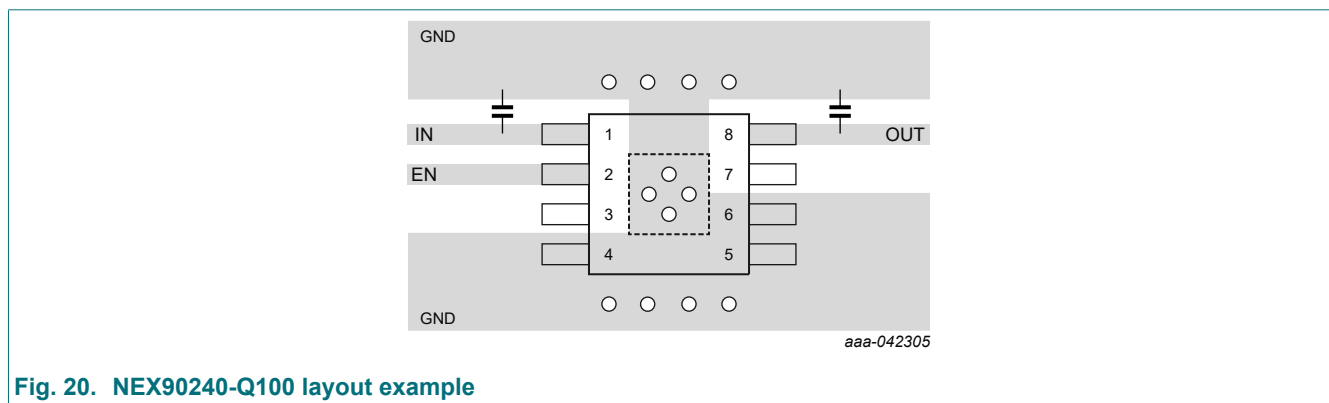 GND
IN 1 8 OUT
EN 2 7
3 6
4 5
GND
aaa-042305
Fig. 20. NEX90240-Q100 layout example